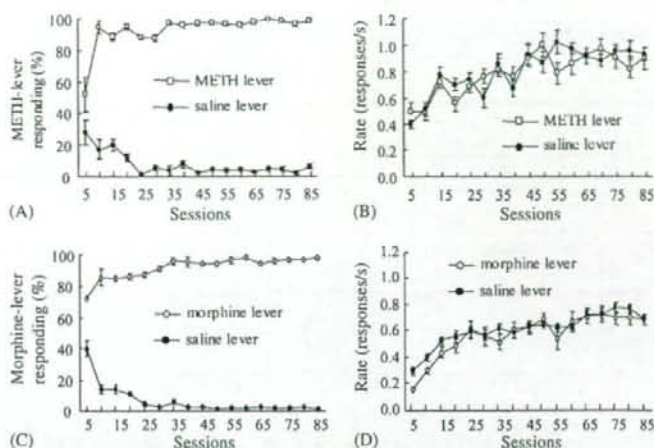 METH-lever
responding (%)
100
80
60
40
20
0
METH lever
saline lever
5 15 25 35 45 55 65 75 85
(A)
Sessions
Rate (responses/s)
1.2
1.0
0.8
0.6
0.4
0.2
0.0
METH lever
saline lever
5 15 25 35 45 55 65 75 85
(B)
Sessions
Morphine-lever
responding (%)
100
80
60
40
20
0
morphine lever
saline lever
5 15 25 35 45 55 65 75 85
(C)
Sessions
Rate (responses/s)
1.2
1.0
0.8
0.6
0.4
0.2
0.0
morphine lever
saline lever
5 15 25 35 45 55 65 75 85
(D)
Sessions